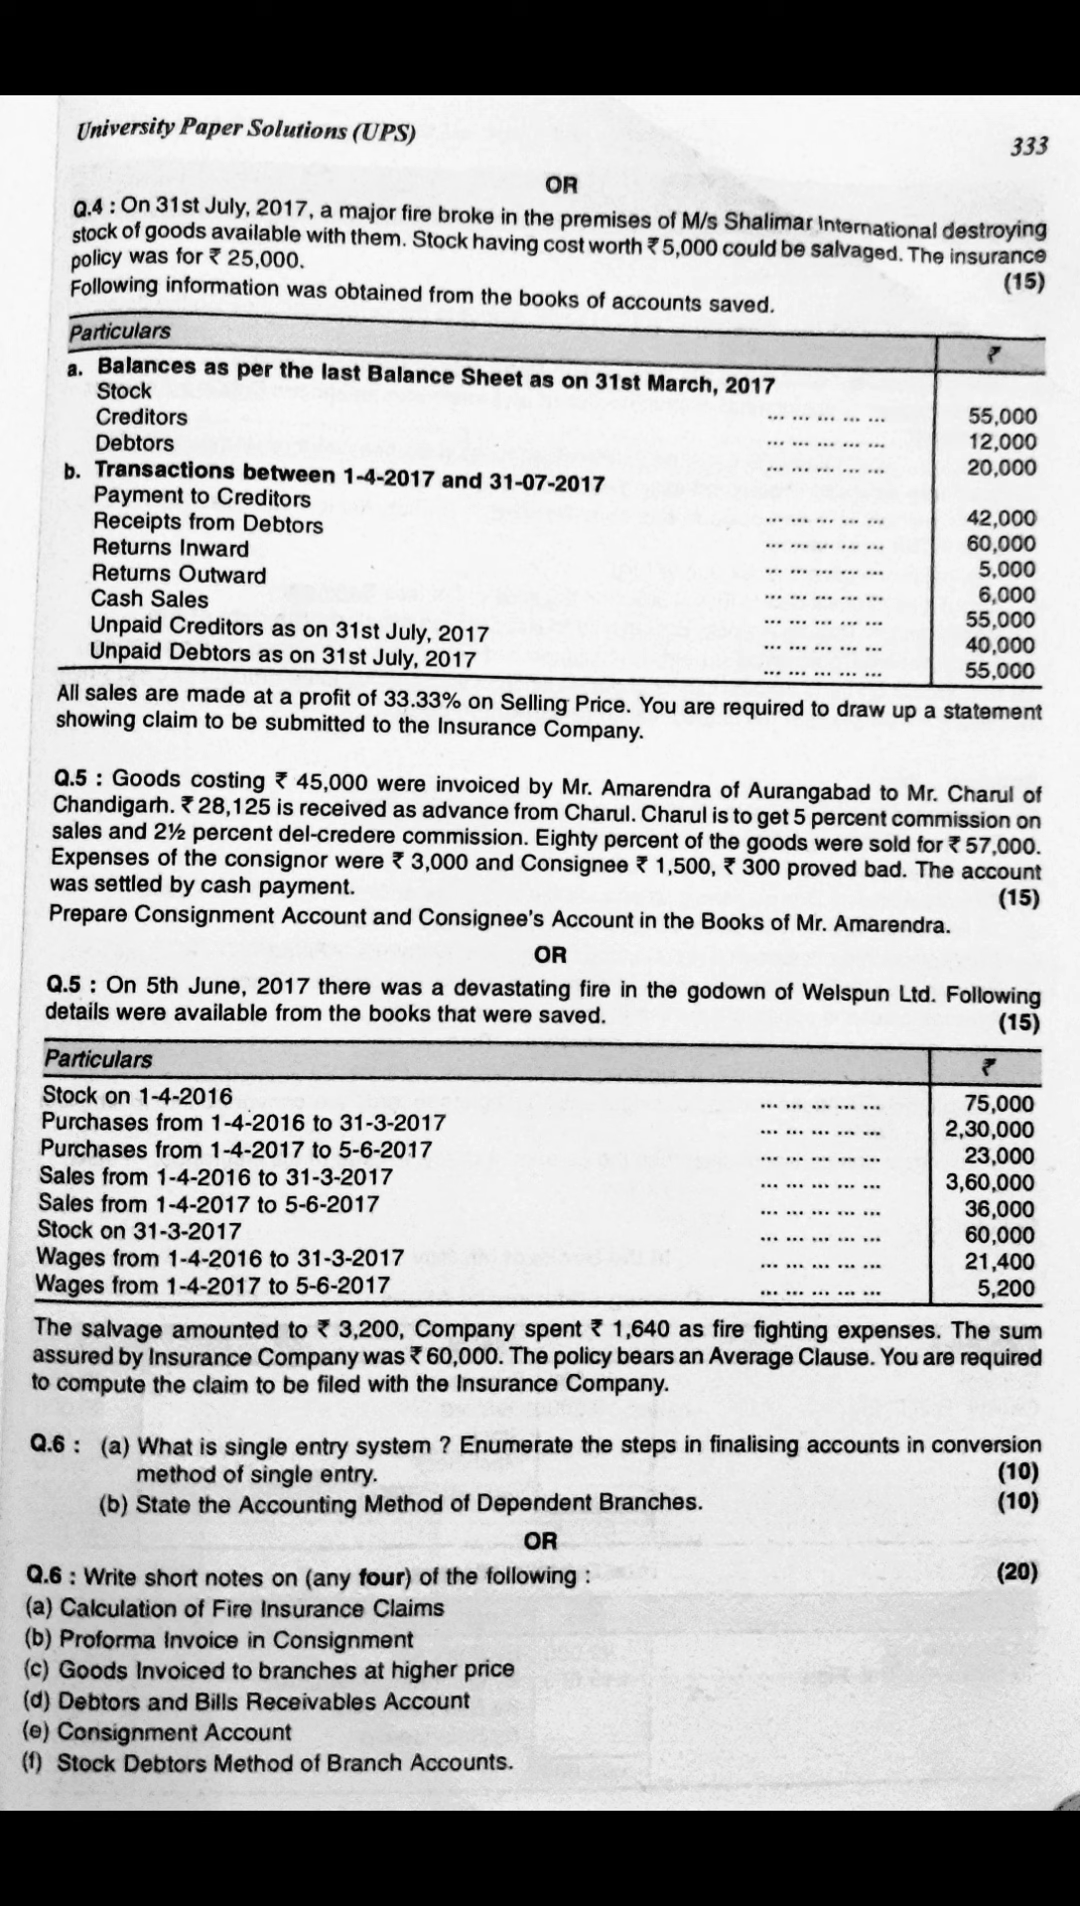 University Paper Solutions (UPS)
333
OR
Q.4 : On 31st July, 2017, a major fire broke in the premises of M/s Shalimar International destroying
stock of goods available with them. Stock having cost worth ₹ 5,000 could be salvaged. The insurance
policy was for ₹ 25,000. (15)
Following information was obtained from the books of accounts saved.
Particulars ₹
a. Balances as per the last Balance Sheet as on 31st March, 2017
Stock ... ... ... ... ... 55,000
Creditors ... ... ... ... ... 12,000
Debtors ... ... ... ... ... 20,000
b. Transactions between 1-4-2017 and 31-07-2017
Payment to Creditors ... ... ... ... ... 42,000
Receipts from Debtors ... ... ... ... ... 60,000
Returns Inward ... ... ... ... ... 5,000
Returns Outward ... ... ... ... ... 6,000
Cash Sales ... ... ... ... ... 55,000
Unpaid Creditors as on 31st July, 2017 ... ... ... ... ... 40,000
Unpaid Debtors as on 31st July, 2017 ... ... ... ... ... 55,000
All sales are made at a profit of 33.33% on Selling Price. You are required to draw up a statement
showing claim to be submitted to the Insurance Company.
Q.5 : Goods costing ₹ 45,000 were invoiced by Mr. Amarendra of Aurangabad to Mr. Charul of
Chandigarh. ₹ 28,125 is received as advance from Charul. Charul is to get 5 percent commission on
sales and 2½ percent del-credere commission. Eighty percent of the goods were sold for ₹ 57,000.
Expenses of the consignor were ₹ 3,000 and Consignee ₹ 1,500, ₹ 300 proved bad. The account
was settled by cash payment. (15)
Prepare Consignment Account and Consignee's Account in the Books of Mr. Amarendra.
OR
Q.5 : On 5th June, 2017 there was a devastating fire in the godown of Welspun Ltd. Following
details were available from the books that were saved. (15)
Particulars ₹
Stock on 1-4-2016 ... ... ... ... ... 75,000
Purchases from 1-4-2016 to 31-3-2017 ... ... ... ... ... 2,30,000
Purchases from 1-4-2017 to 5-6-2017 ... ... ... ... ... 23,000
Sales from 1-4-2016 to 31-3-2017 ... ... ... ... ... 3,60,000
Sales from 1-4-2017 to 5-6-2017 ... ... ... ... ... 36,000
Stock on 31-3-2017 ... ... ... ... ... 60,000
Wages from 1-4-2016 to 31-3-2017 ... ... ... ... ... 21,400
Wages from 1-4-2017 to 5-6-2017 ... ... ... ... ... 5,200
The salvage amounted to ₹ 3,200, Company spent ₹ 1,640 as fire fighting expenses. The sum
assured by Insurance Company was ₹ 60,000. The policy bears an Average Clause. You are required
to compute the claim to be filed with the Insurance Company.
Q.6 : (a) What is single entry system ? Enumerate the steps in finalising accounts in conversion
method of single entry. (10)
(b) State the Accounting Method of Dependent Branches. (10)
OR
Q.6 : Write short notes on (any four) of the following : (20)
(a) Calculation of Fire Insurance Claims
(b) Proforma Invoice in Consignment
(c) Goods Invoiced to branches at higher price
(d) Debtors and Bills Receivables Account
(e) Consignment Account
(f) Stock Debtors Method of Branch Accounts.